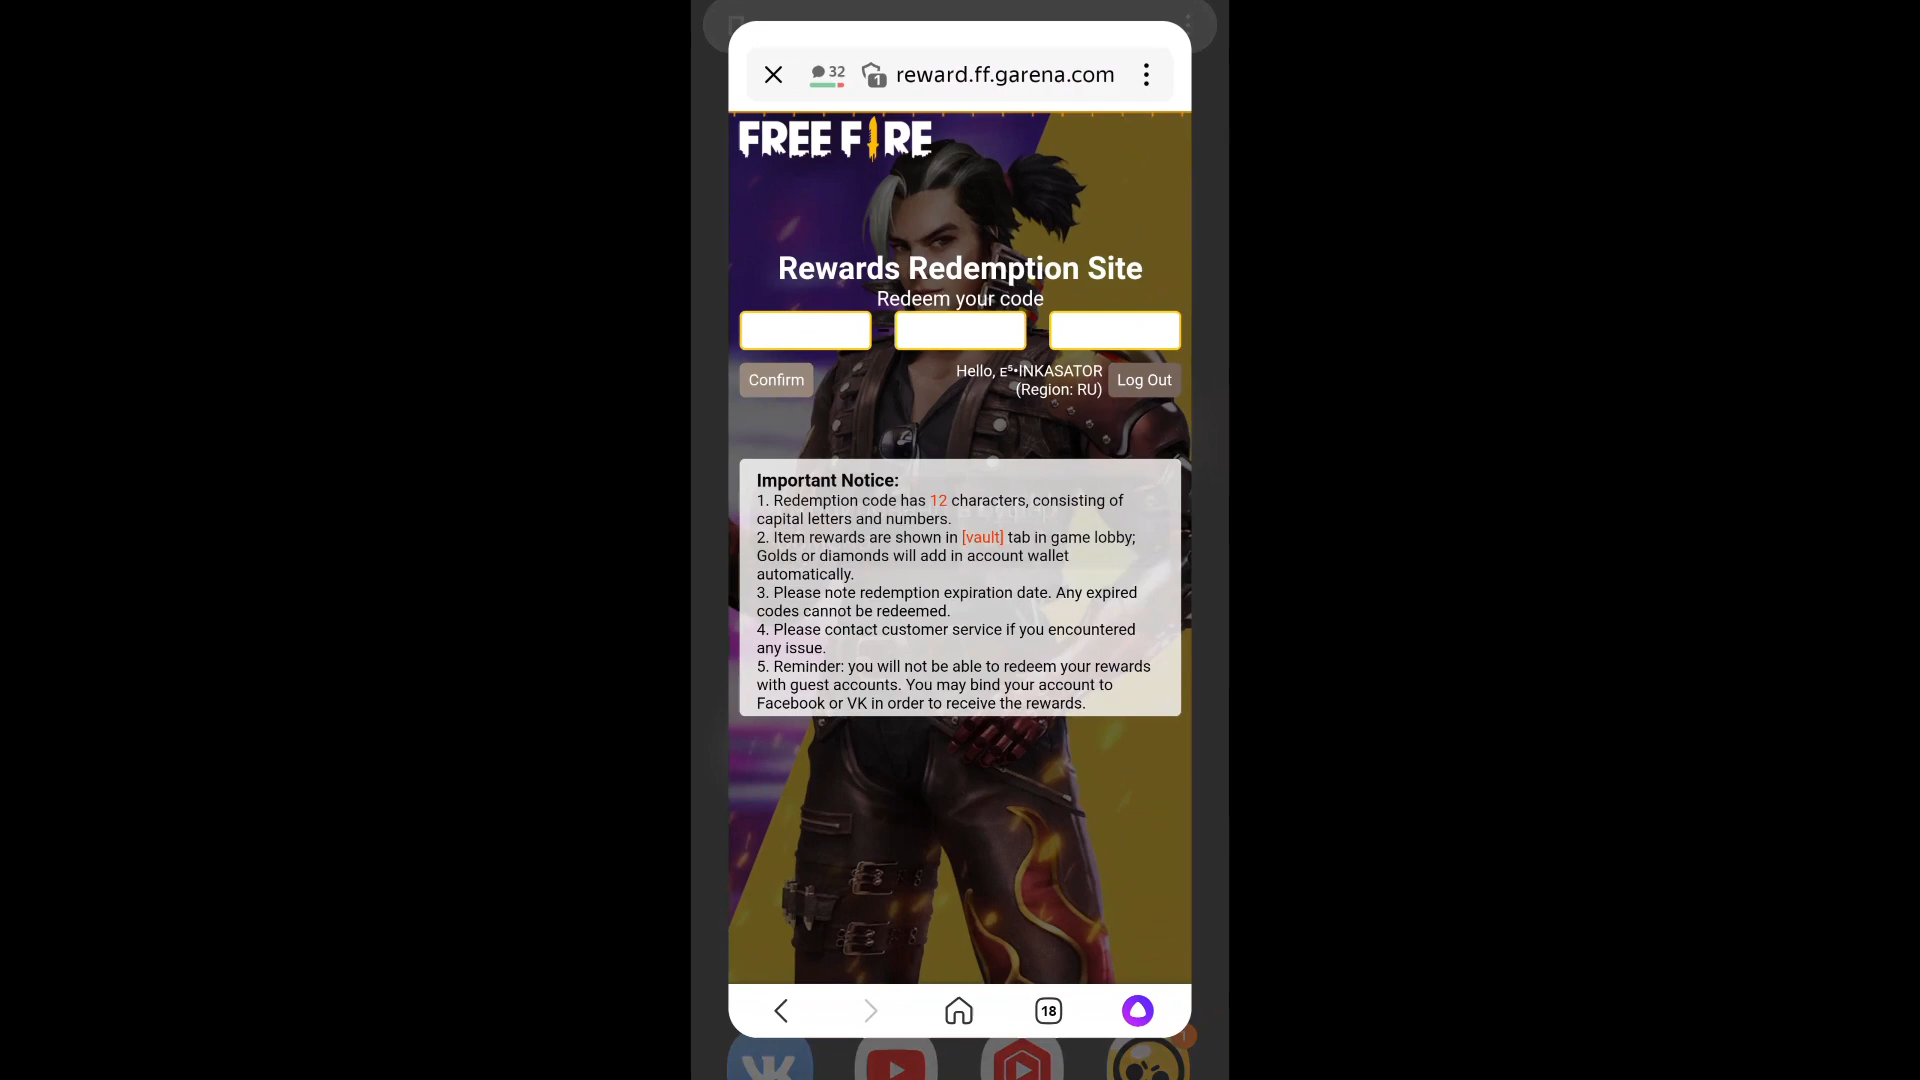 32 1 reward.ff.garena.com
FREE FIRE
Rewards Redemption Site
Redeem your code
Hello, ᴇ⁵•INKASATOR
Confirm
Log Out
(Region: RU)
Important Notice:
1. Redemption code has 12 characters, consisting of
capital letters and numbers.
2. Item rewards are shown in [vault] tab in game lobby;
Golds or diamonds will add in account wallet
automatically.
3. Please note redemption expiration date. Any expired
codes cannot be redeemed.
4. Please contact customer service if you encountered
any issue.
5. Reminder: you will not be able to redeem your rewards
with guest accounts. You may bind your account to
Facebook or VK in order to receive the rewards.
18
1